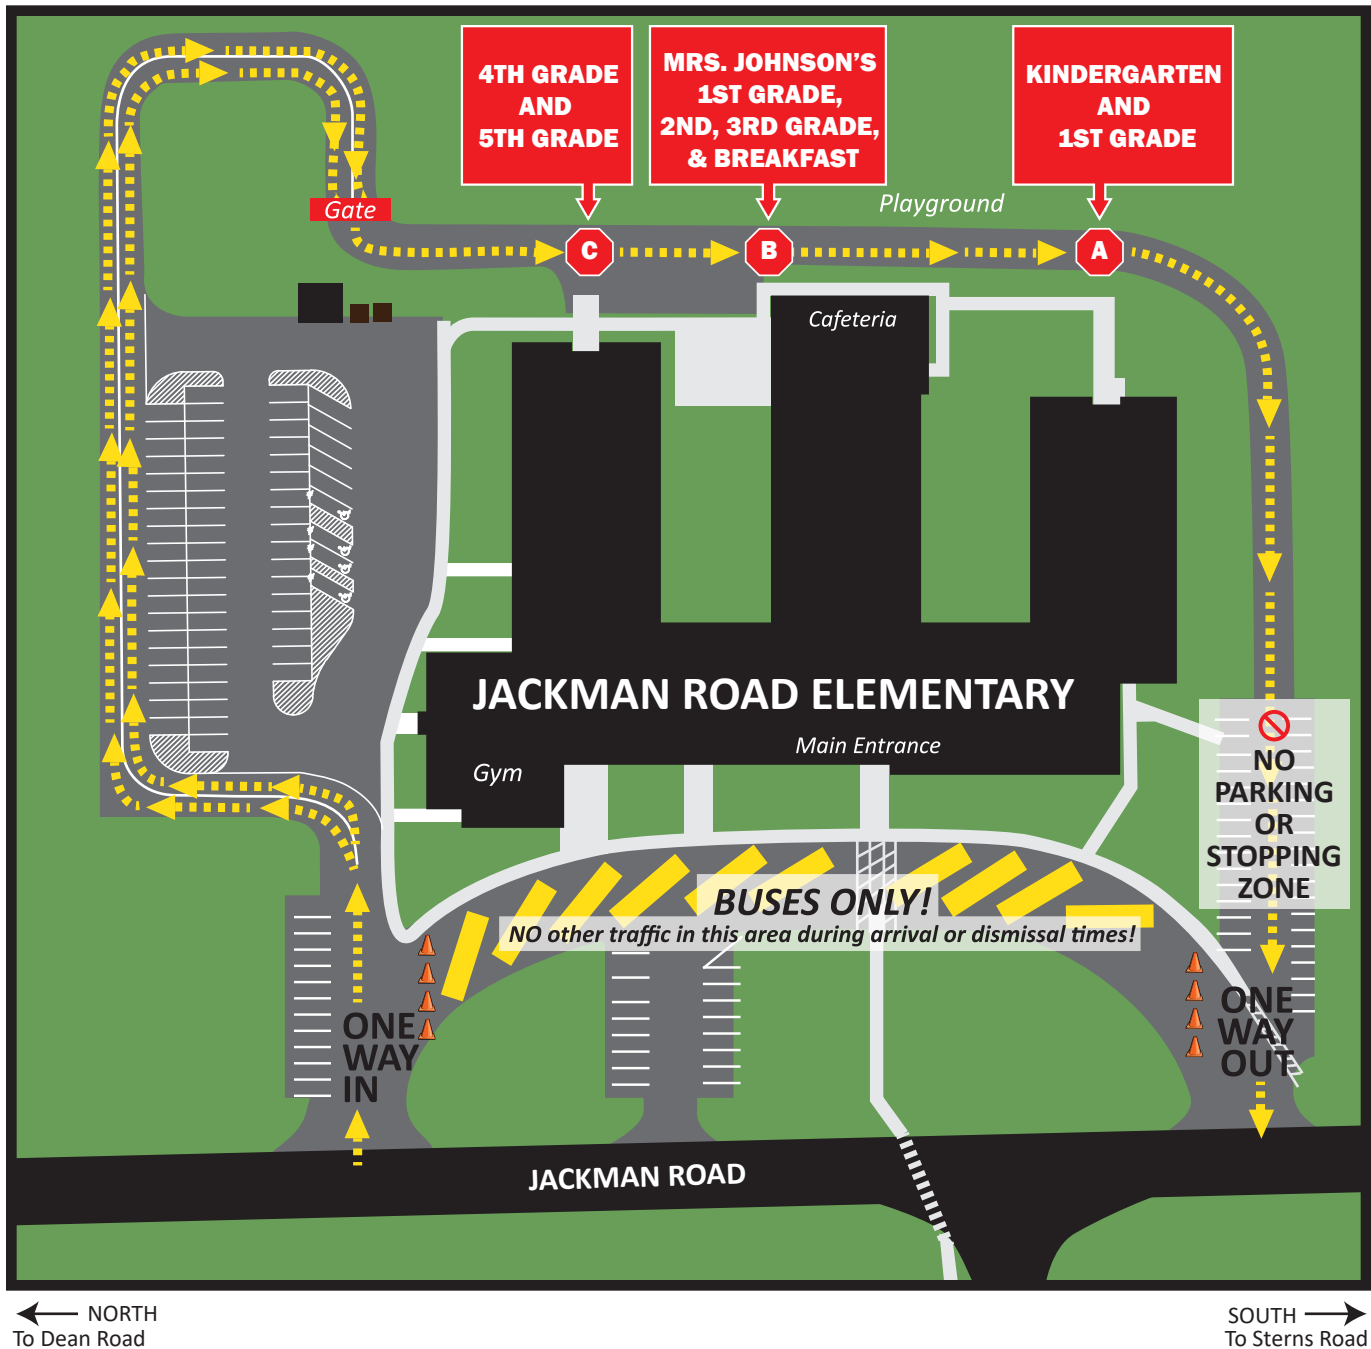 4TH GRADE
AND
5TH GRADE
MRS. JOHNSON'S
1ST GRADE,
2ND, 3RD GRADE,
& BREAKFAST
KINDERGARTEN
AND
1ST GRADE
Gate
Playground
C
B
A
Cafeteria
JACKMAN ROAD ELEMENTARY
Main Entrance
Gym
NO
PARKING
OR
STOPPING
ZONE
BUSES ONLY!
NO other traffic in this area during arrival or dismissal times!
ONE
WAY
IN
ONE
WAY
OUT
JACKMAN ROAD
NORTH
To Dean Road
SOUTH
To Sterns Road